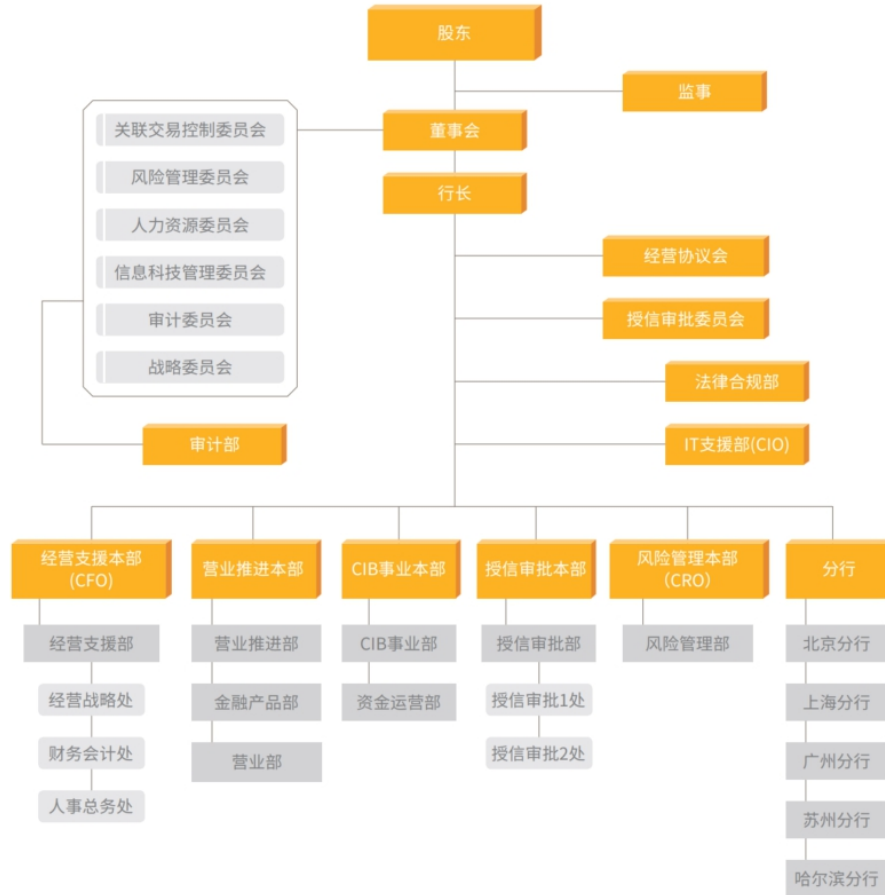 股东
监事
董事会
关联交易控制委员会
风险管理委员会
人力资源委员会
信息科技管理委员会
审计委员会
战略委员会
行长
经营协议会
授信审批委员会
法律合规部
审计部
IT支援部(CIO)
经营支援本部
(CFO)
营业推进本部
CIB事业本部
授信审批本部
风险管理本部
(CRO)
分行
经营支援部
营业推进部
CIB事业部
授信审批部
风险管理部
北京分行
经营战略处
金融产品部
资金运营部
授信审批1处
上海分行
财务会计处
营业部
授信审批2处
广州分行
人事总务处
苏州分行
哈尔滨分行